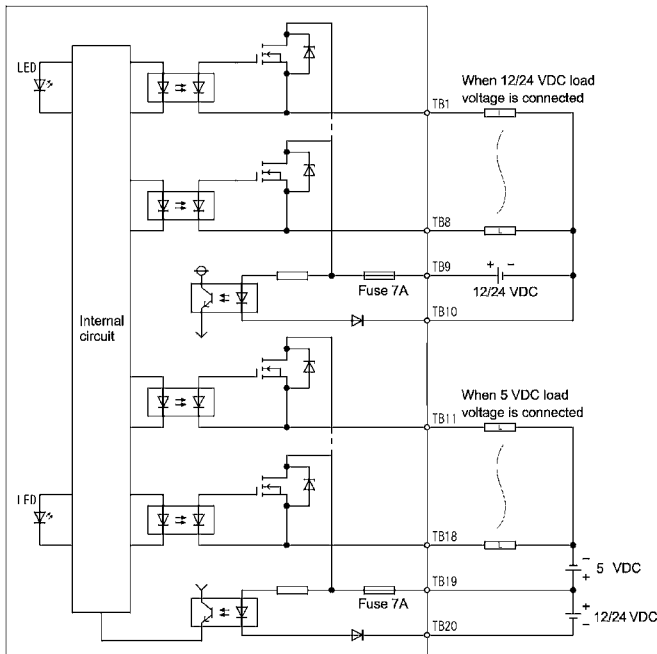 LED
When 12/24 VDC load
voltage is connected
TB1
L
TB8
L
TB9
+ −
Fuse 7A
12/24 VDC
TB10
Internal
circuit
When 5 VDC load
voltage is connected
TB11
L
LED
TB18
L
−
5 VDC
+
TB19
Fuse 7A
+
12/24 VDC
−
TB20